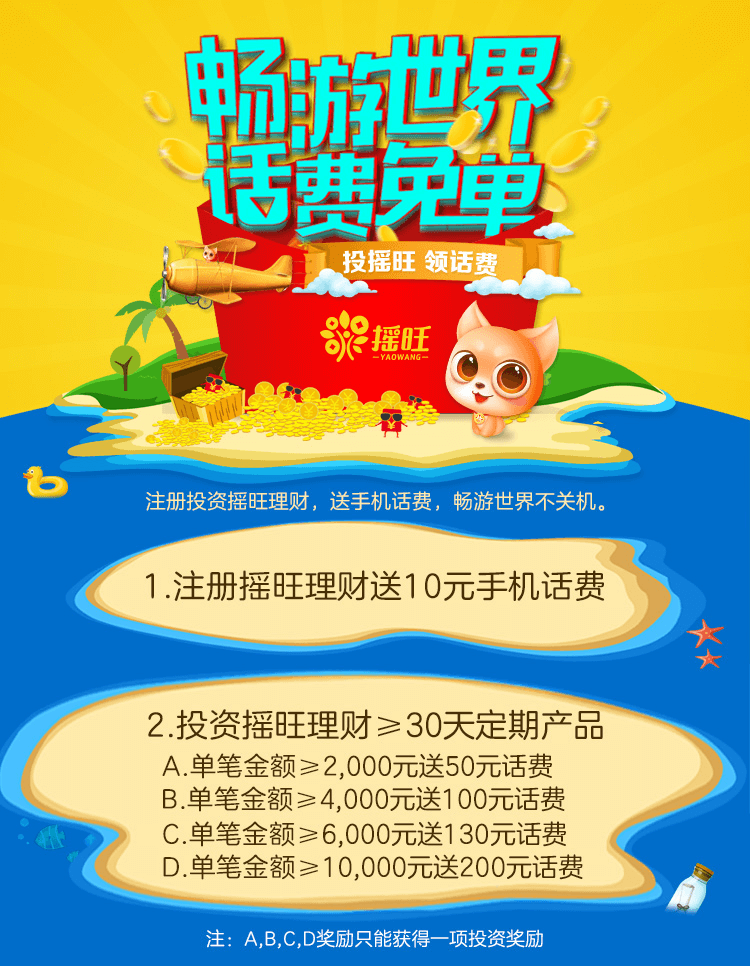 畅游世界
话费免单
投摇旺 领话费
摇旺
YAOWANG
注册投资摇旺理财，送手机话费，畅游世界不关机。
1.注册摇旺理财送10元手机话费
2.投资摇旺理财≥30天定期产品
A.单笔金额≥2,000元送50元话费
B.单笔金额≥4,000元送100元话费
C.单笔金额≥6,000元送130元话费
D.单笔金额≥10,000元送200元话费
注：A,B,C,D奖励只能获得一项投资奖励